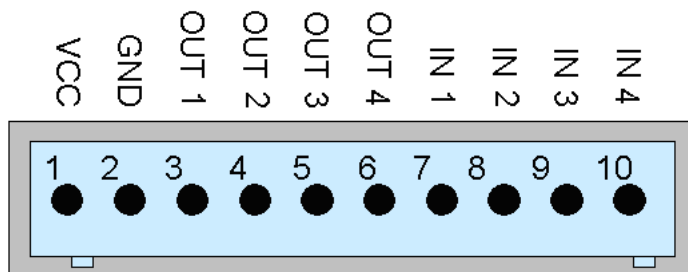 VCC GND OUT 1 OUT 2 OUT 3 OUT 4 IN 1 IN 2 IN 3 IN 4
1 2 3 4 5 6 7 8 9 10